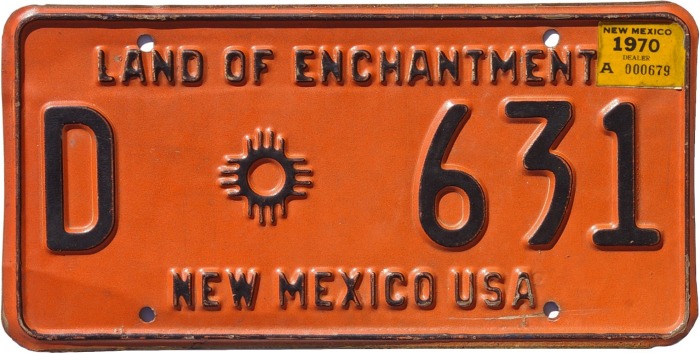 NEW MEXICO
1970
DEALER
A 000679
LAND OF ENCHANTMENT
D 631
NEW MEXICO USA